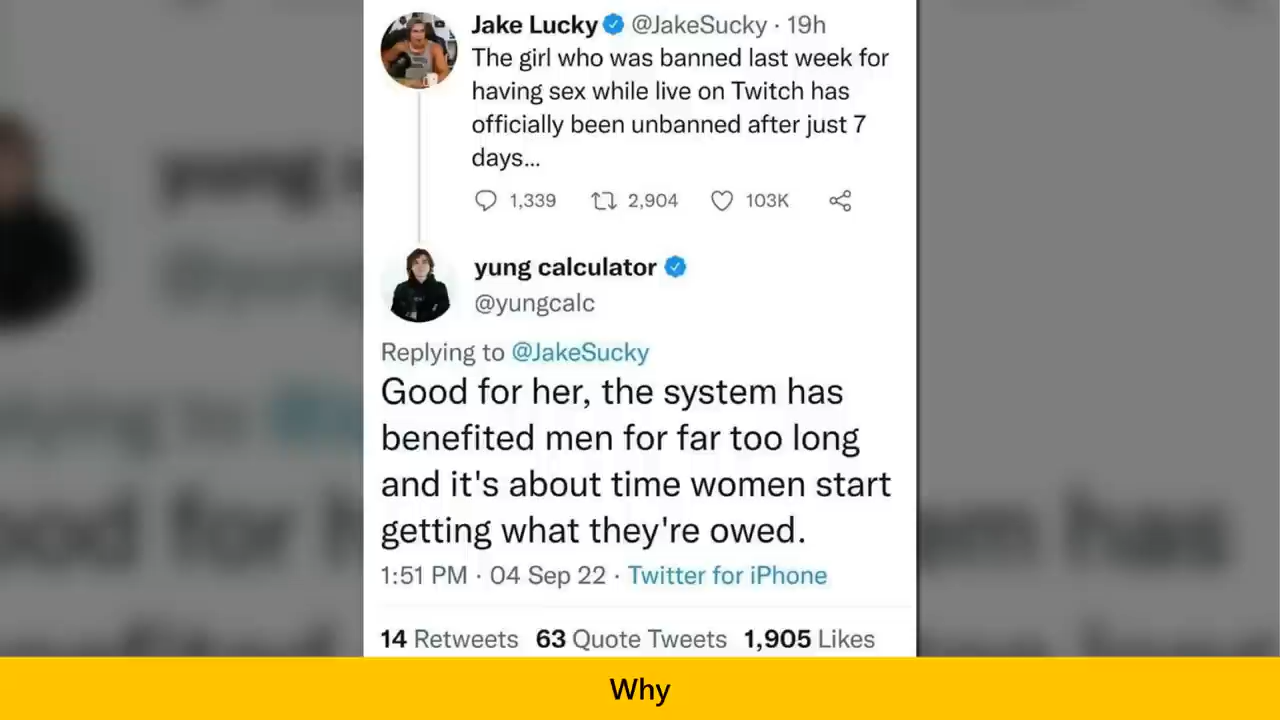 Jake Lucky @JakeSucky · 19h
The girl who was banned last week for
having sex while live on Twitch has
officially been unbanned after just 7
days...
1,339 2,904 103K
yung calculator
@yungcalc
Replying to @JakeSucky
Good for her, the system has
benefited men for far too long
and it's about time women start
getting what they're owed.
1:51 PM · 04 Sep 22 · Twitter for iPhone
14 Retweets 63 Quote Tweets 1,905 Likes
Why